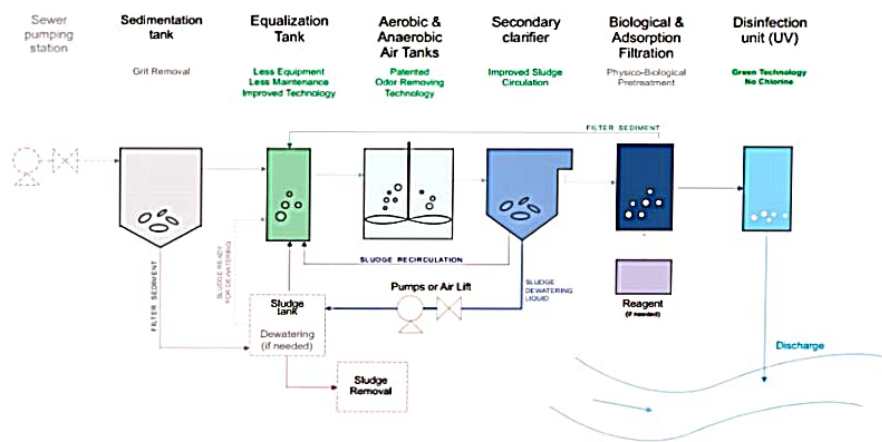 Sewer
pumping
station
Sedimentation
tank
Grit Removal
Equalization
Tank
Less Equipment
Less Maintenance
Improved Technology
Aerobic &
Anaerobic
Air Tanks
Patented
Odor Removing
Technology
Secondary
clarifier
Improved Sludge
Circulation
Biological &
Adsorption
Filtration
Physico-Biological
Pretreatment
Disinfection
unit (UV)
Green Technology
No Chlorine
FILTER SEDIMENT
SLUDGE RECIRCULATION
FILTER SEDIMENT
SLUDGE READY
FOR DEWATERING
Sludge
tank
Dewatering
(if needed)
Pumps or Air Lift
SLUDGE
DEWATERING
LIQUID
Reagent
(if needed)
Sludge
Removal
Discharge